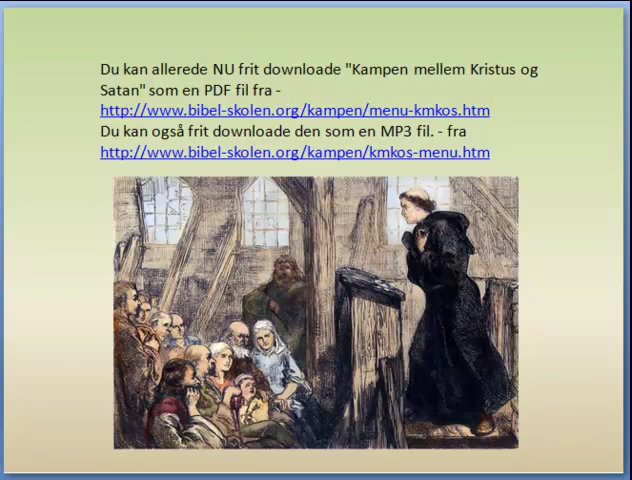 Du kan allerede NU frit downloade "Kampen mellem Kristus og
Satan" som en PDF fil fra -
http://www.bibel-skolen.org/kampen/menu-kmkos.htm
Du kan også frit downloade den som en MP3 fil. - fra
http://www.bibel-skolen.org/kampen/kmkos-menu.htm